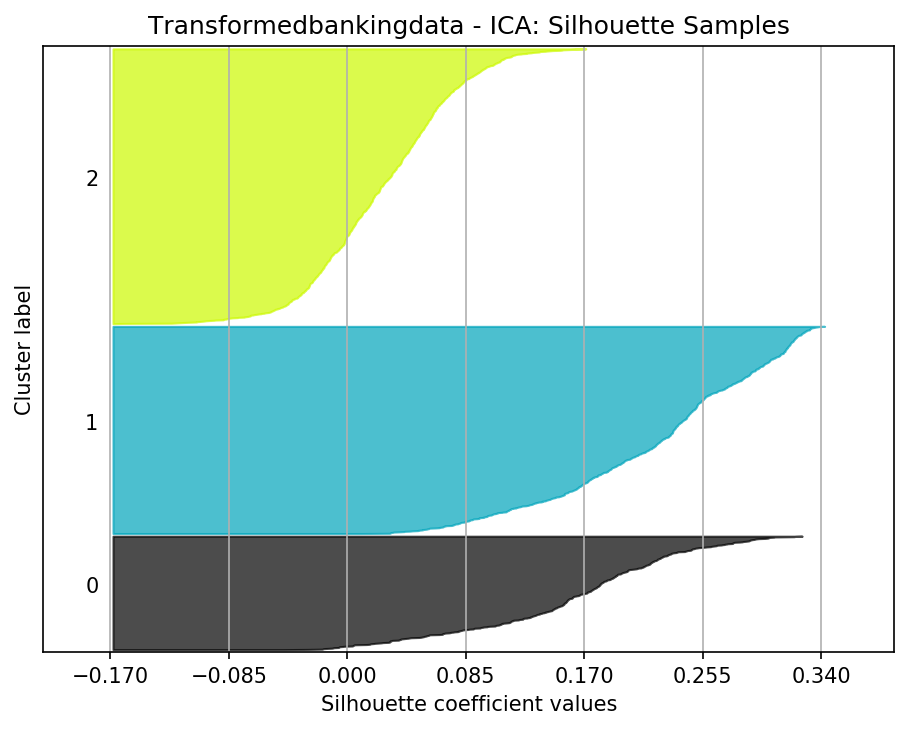 Transformedbankingdata - ICA: Silhouette Samples
2
1
0
Cluster label
−0.170 −0.085 0.000 0.085 0.170 0.255 0.340
Silhouette coefficient values